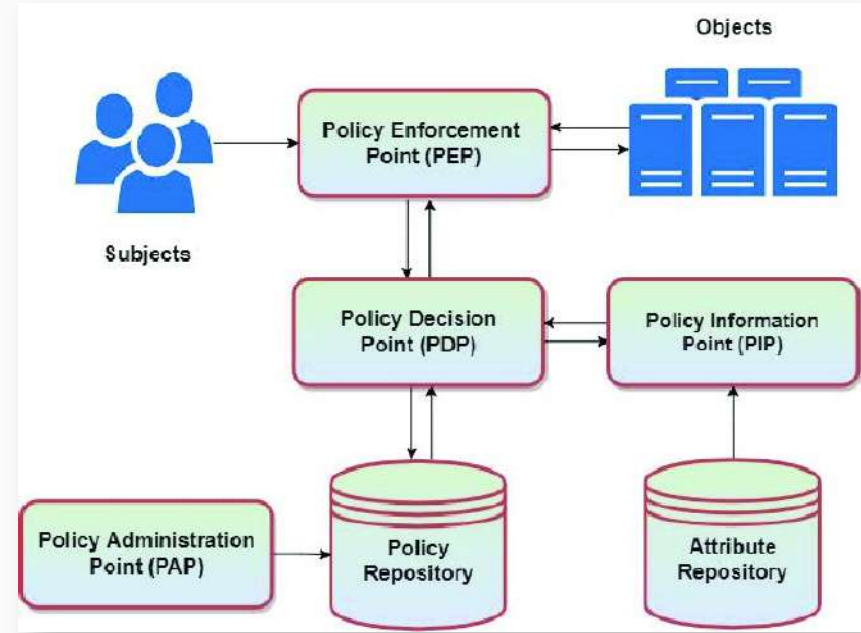 Objects
Policy Enforcement
Point (PEP)
Subjects
Policy Decision
Point (PDP)
Policy Information
Point (PIP)
Policy Administration
Point (PAP)
Policy
Repository
Attribute
Repository